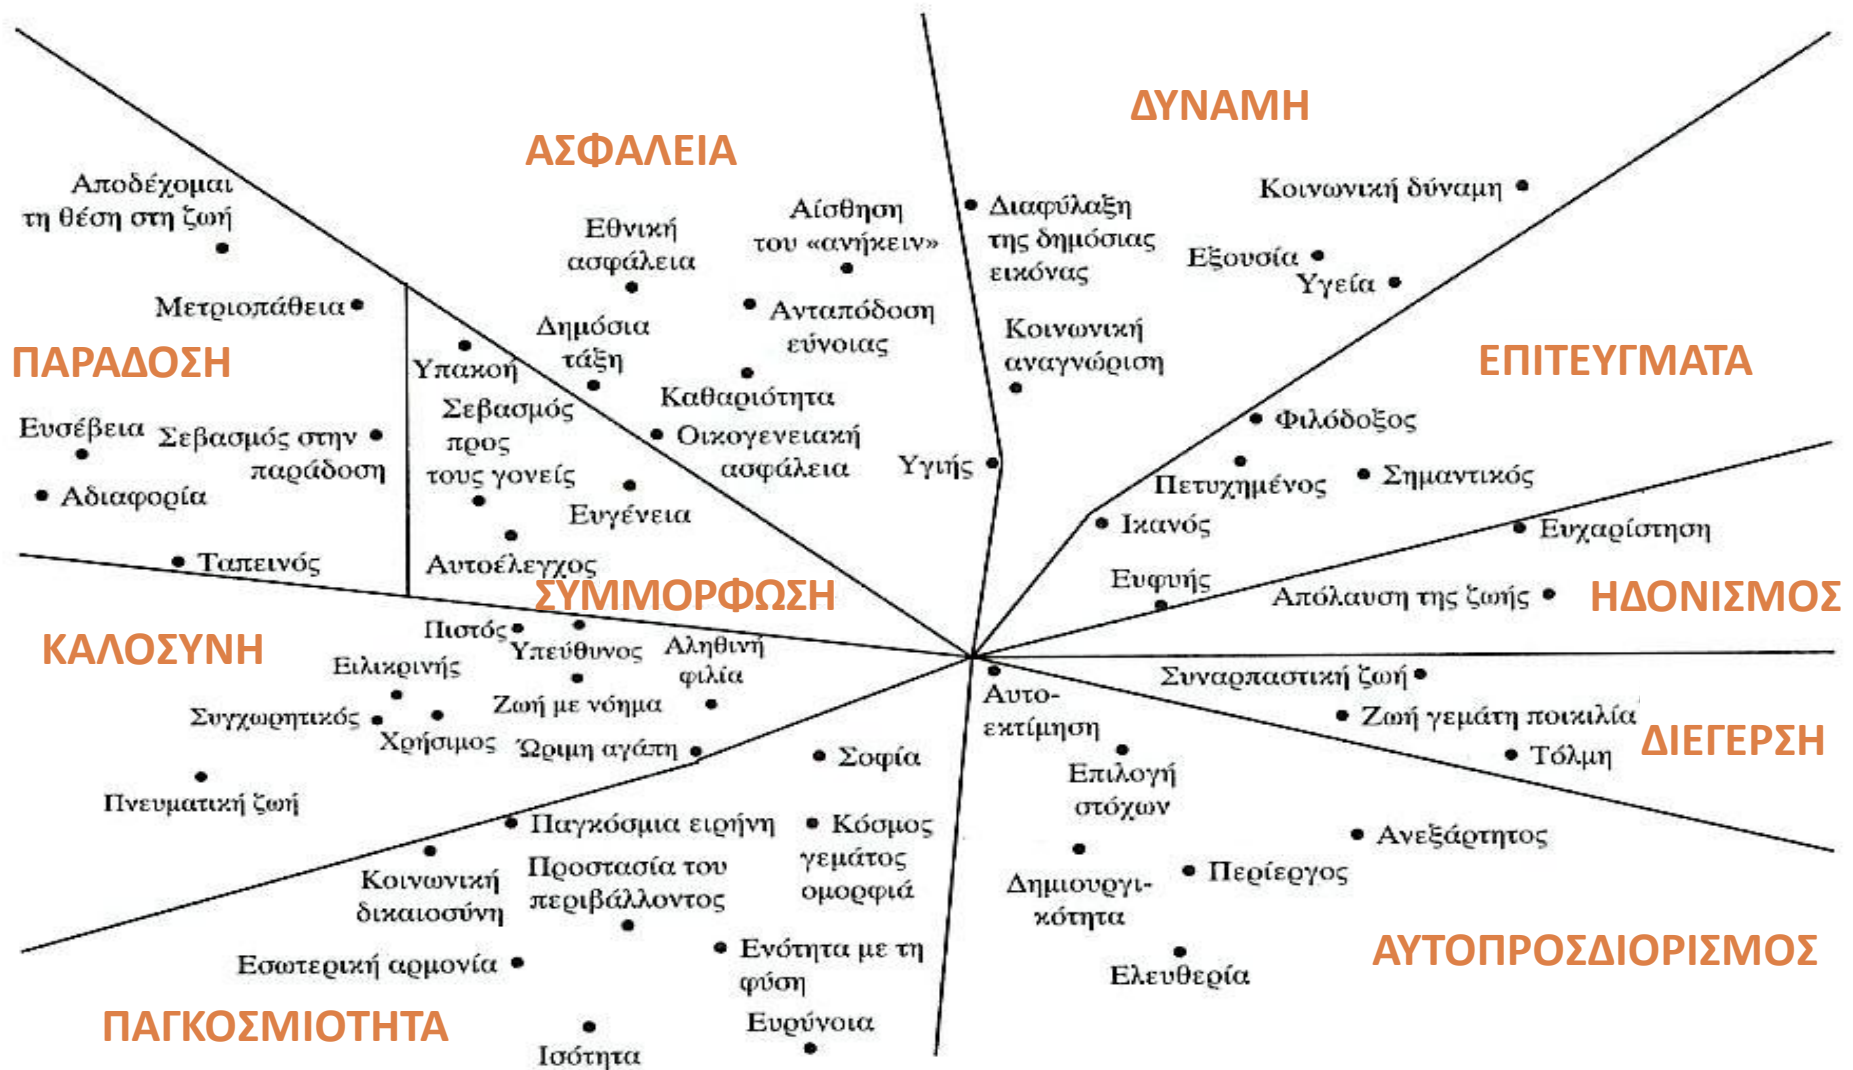 ΔΥΝΑΜΗ
ΑΣΦΑΛΕΙΑ
Αποδέχομαι
τη θέση στη ζωή
Κοινωνική δύναμη
Αίσθηση
του «ανήκειν»
Διαφύλαξη
της δημόσιας
εικόνας
Εθνική
ασφάλεια
Εξουσία
Υγεία
Μετριοπάθεια
Ανταπόδοση
εύνοιας
Δημόσια
τάξη
Κοινωνική
αναγνώριση
ΠΑΡΑΔΟΣΗ
ΕΠΙΤΕΥΓΜΑΤΑ
Υπακοή
Καθαριότητα
Σεβασμός
προς
τους γονείς
Φιλόδοξος
Ευσέβεια
Σεβασμός στην
παράδοση
Οικογενειακή
ασφάλεια
Υγιής
Πετυχημένος
Σημαντικός
Αδιαφορία
Ευγένεια
Ικανός
Ευχαρίστηση
Ταπεινός
Αυτοέλεγχος
Ευφυής
ΣΥΜΜΟΡΦΩΣΗ
Απόλαυση της ζωής
ΗΔΟΝΙΣΜΟΣ
Πιστός
Υπεύθυνος
Αληθινή
φιλία
ΚΑΛΟΣΥΝΗ
Ειλικρινής
Συναρπαστική ζωή
Αυτο-
εκτίμηση
Ζωή με νόημα
Συγχωρητικός
Ζωή γεμάτη ποικιλία
Χρήσιμος
Ώριμη αγάπη
Σοφία
Τόλμη
ΔΙΕΓΕΡΣΗ
Επιλογή
στόχων
Πνευματική ζωή
Παγκόσμια ειρήνη
Κόσμος
γεμάτος
ομορφιά
Ανεξάρτητος
Κοινωνική
δικαιοσύνη
Προστασία του
περιβάλλοντος
Περίεργος
Δημιουργι-
κότητα
Εσωτερική αρμονία
Ενότητα με τη
φύση
Ελευθερία
ΑΥΤΟΠΡΟΣΔΙΟΡΙΣΜΟΣ
ΠΑΓΚΟΣΜΙΟΤΗΤΑ
Ευρύνοια
Ισότητα